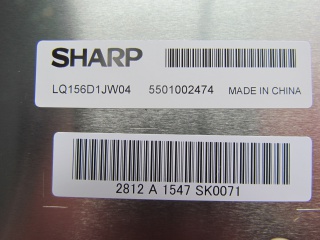 SHARP
LQ156D1JW04 5501002474 MADE IN CHINA
2812 A 1547 SK0071